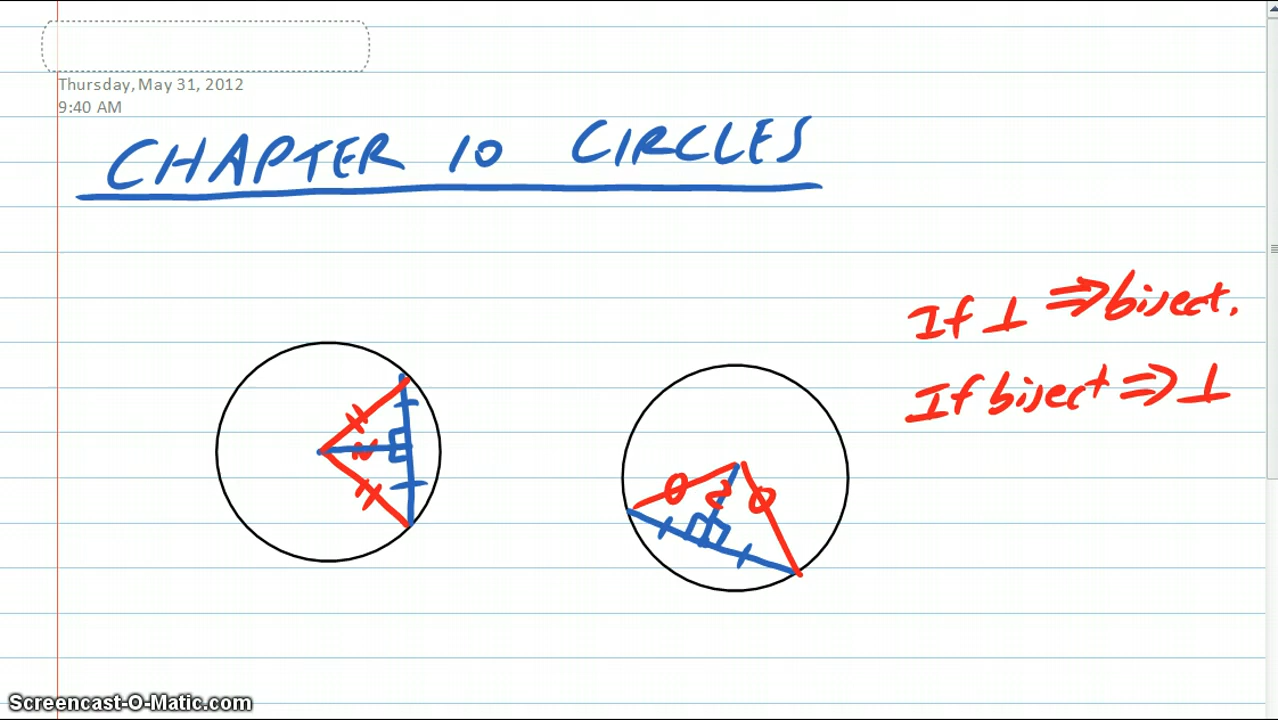 Thursday, May 31, 2012
9:40 AM
CHAPTER 10 CIRCLES
If ⊥ ⇒ bisect.
If bisect ⇒ ⊥
Screencast-O-Matic.com